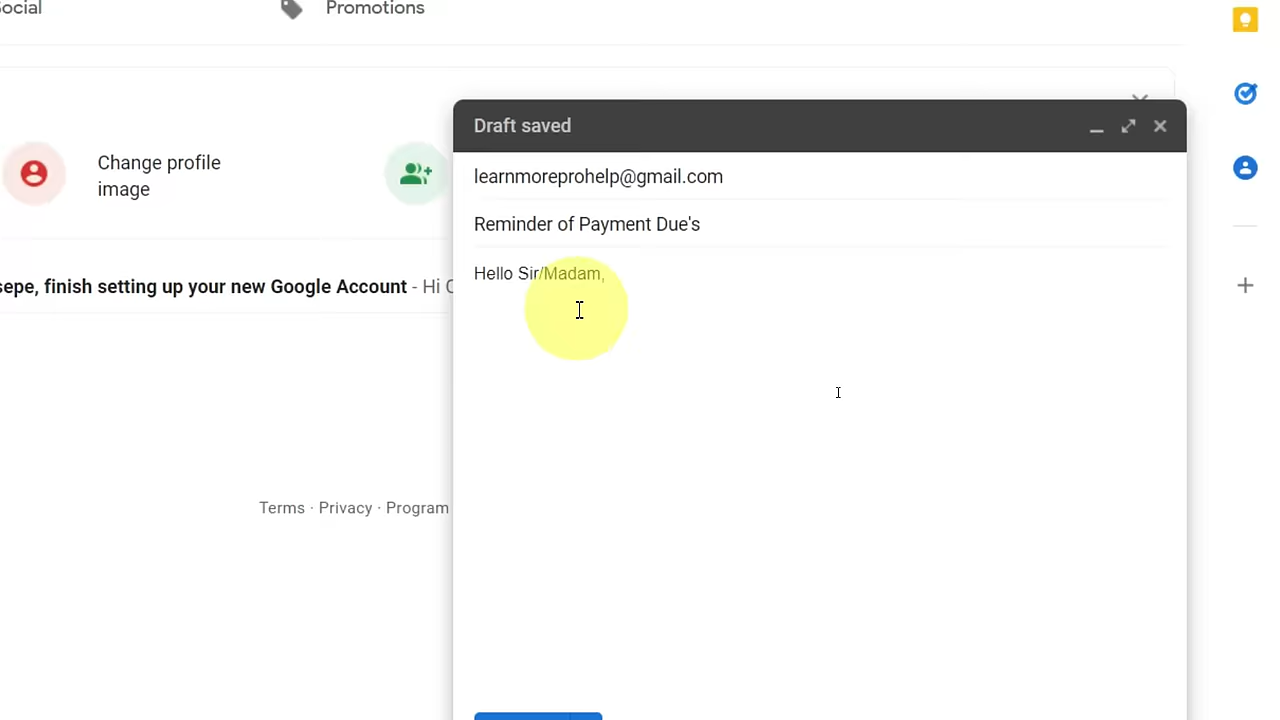 Social
Promotions
Draft saved
learnmoreprohelp@gmail.com
Change profile
image
Reminder of Payment Due's
Hello Sir/Madam,
sepe, finish setting up your new Google Account - Hi
Terms · Privacy · Program